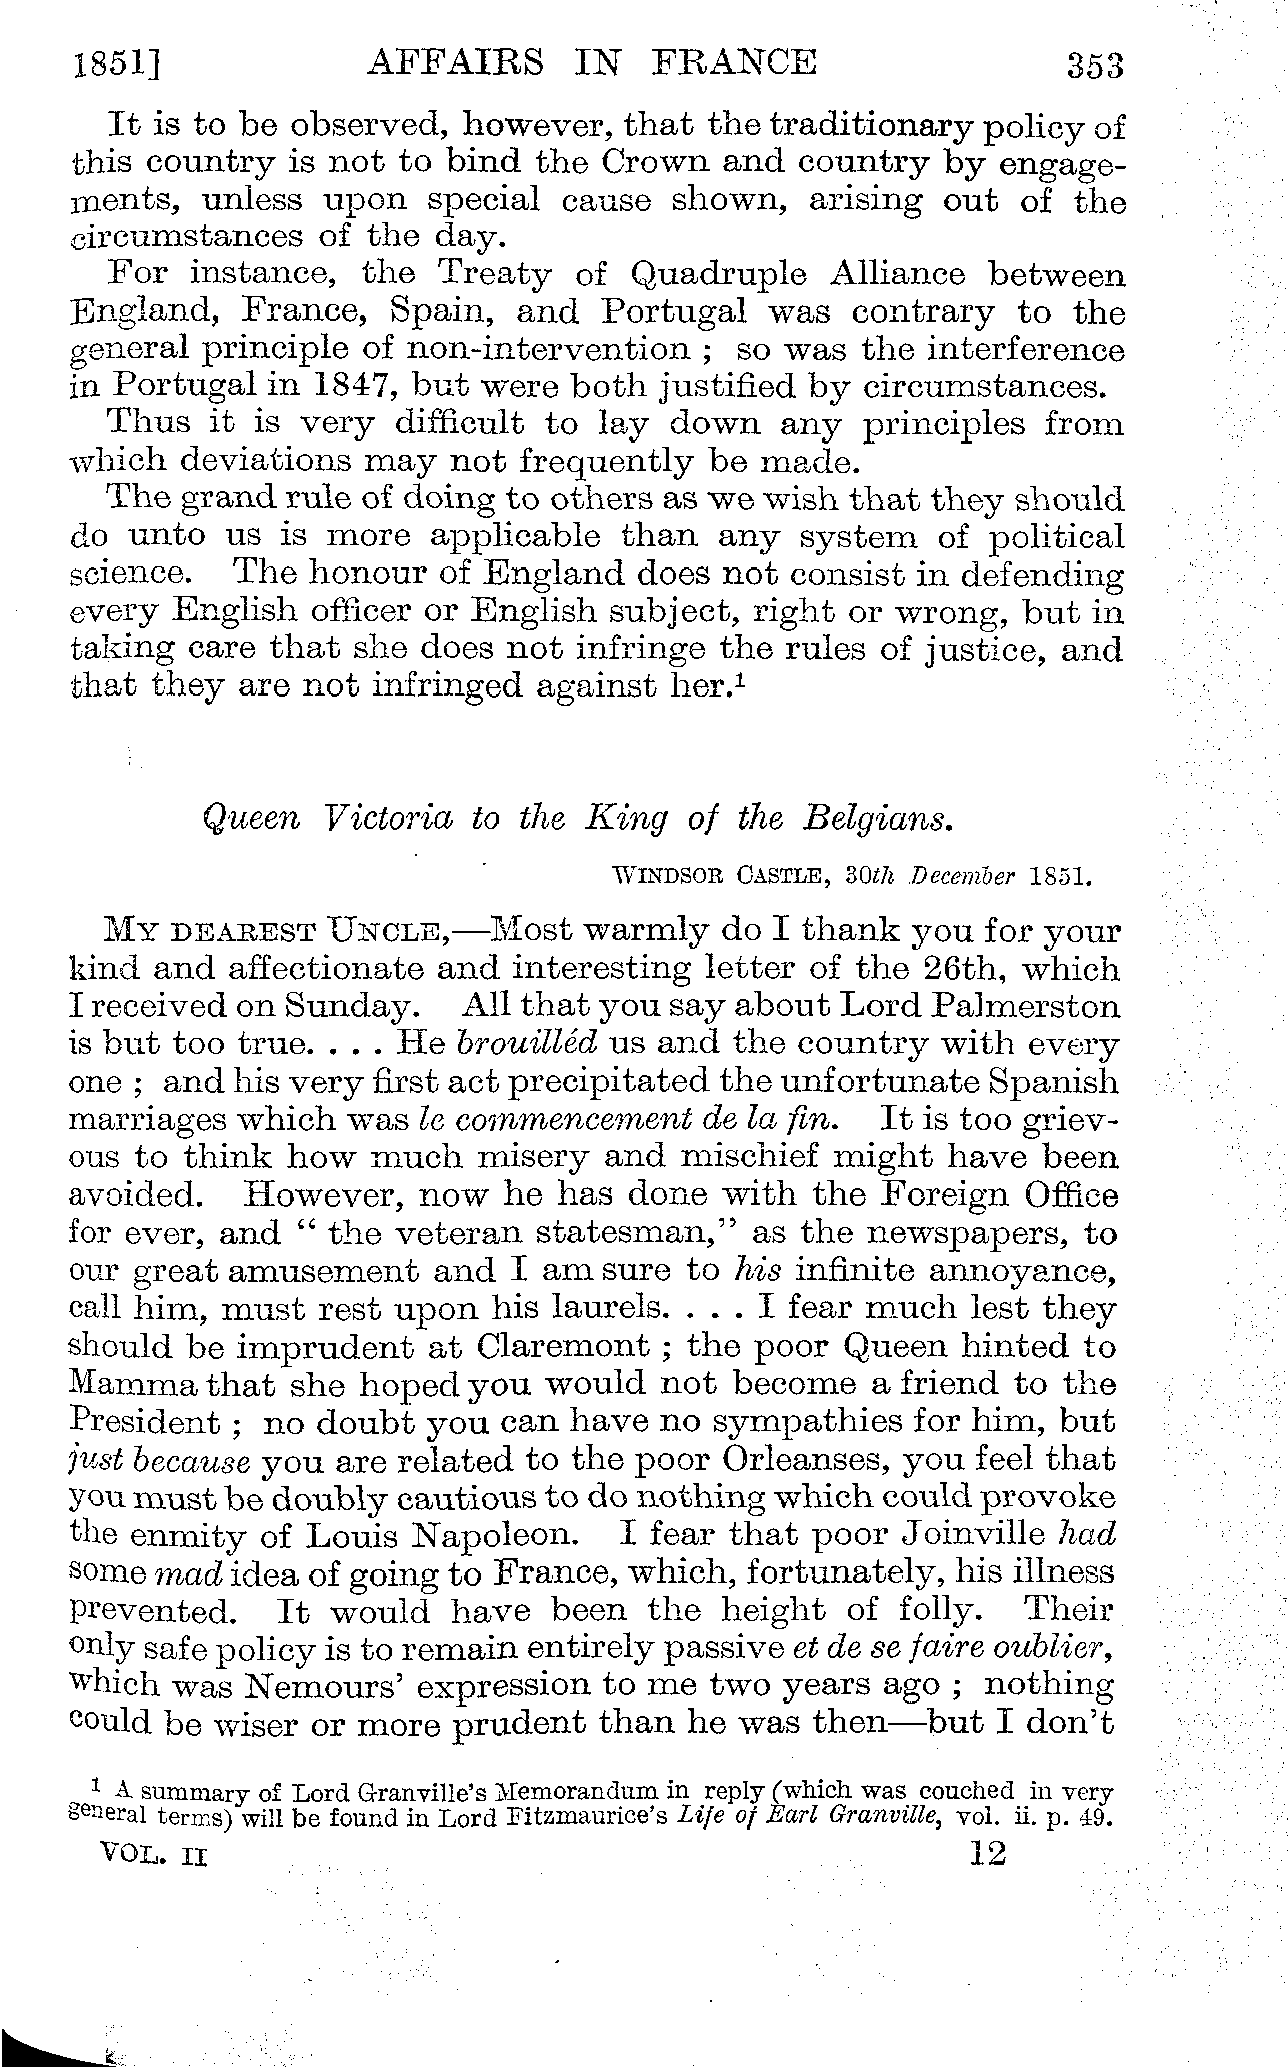 1851] AFFAIRS IN FRANCE 353
It is to be observed, however, that the traditionary policy of
this country is not to bind the Crown and country by engage-
ments, unless upon special cause shown, arising out of the
circumstances of the day.
For instance, the Treaty of Quadruple Alliance between
England, France, Spain, and Portugal was contrary to the
general principle of non-intervention ; so was the interference
in Portugal in 1847, but were both justified by circumstances.
Thus it is very difficult to lay down any principles from
which deviations may not frequently be made.
The grand rule of doing to others as we wish that they should
do unto us is more applicable than any system of political
science. The honour of England does not consist in defending
every English officer or English subject, right or wrong, but in
taking care that she does not infringe the rules of justice, and
that they are not infringed against her.¹
Queen Victoria to the King of the Belgians.
WINDSOR CASTLE, 30th December 1851.
MY DEAREST UNCLE,—Most warmly do I thank you for your
kind and affectionate and interesting letter of the 26th, which
I received on Sunday. All that you say about Lord Palmerston
is but too true. . . . He brouilléd us and the country with every
one ; and his very first act precipitated the unfortunate Spanish
marriages which was le commencement de la fin. It is too griev-
ous to think how much misery and mischief might have been
avoided. However, now he has done with the Foreign Office
for ever, and “ the veteran statesman,” as the newspapers, to
our great amusement and I am sure to his infinite annoyance,
call him, must rest upon his laurels. . . . I fear much lest they
should be imprudent at Claremont ; the poor Queen hinted to
Mamma that she hoped you would not become a friend to the
President ; no doubt you can have no sympathies for him, but
just because you are related to the poor Orleanses, you feel that
you must be doubly cautious to do nothing which could provoke
the enmity of Louis Napoleon. I fear that poor Joinville had
some mad idea of going to France, which, fortunately, his illness
prevented. It would have been the height of folly. Their
only safe policy is to remain entirely passive et de se faire oublier,
which was Nemours’ expression to me two years ago ; nothing
could be wiser or more prudent than he was then—but I don’t
¹ A summary of Lord Granville’s Memorandum in reply (which was couched in very
general terms) will be found in Lord Fitzmaurice’s Life of Earl Granville, vol. ii. p. 49.
VOL. II 12